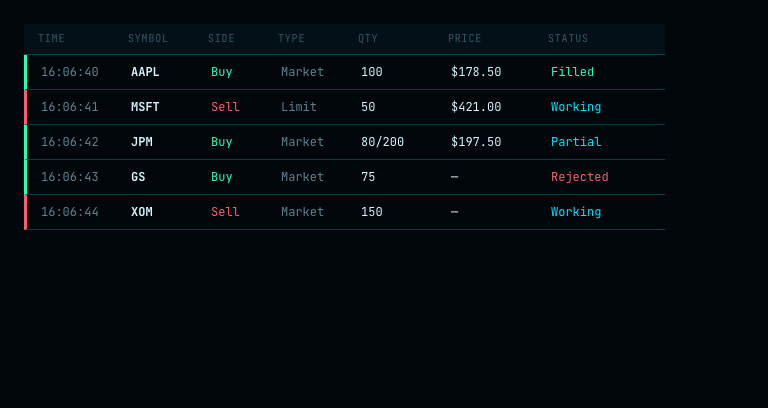 TIME SYMBOL SIDE TYPE QTY PRICE STATUS
16:06:40 AAPL Buy Market 100 $178.50 Filled
16:06:41 MSFT Sell Limit 50 $421.00 Working
16:06:42 JPM Buy Market 80/200 $197.50 Partial
16:06:43 GS Buy Market 75 — Rejected
16:06:44 XOM Sell Market 150 — Working